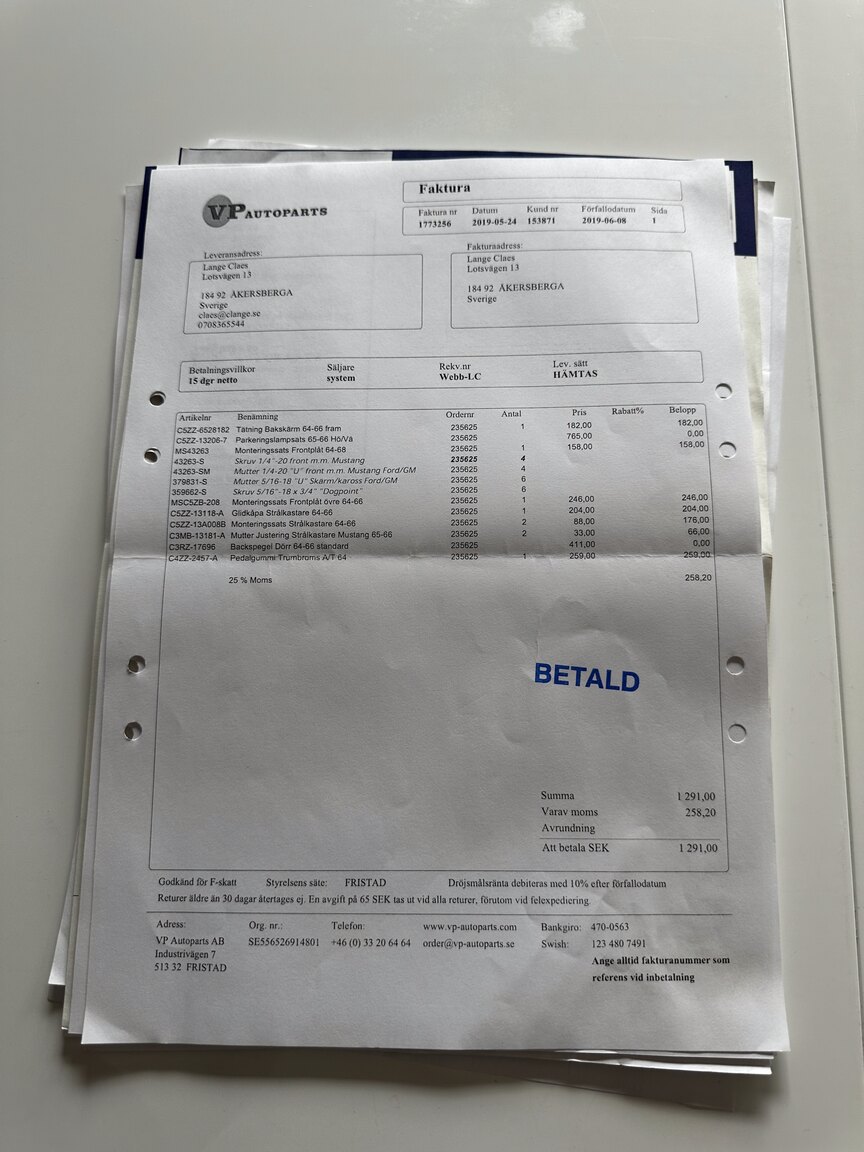 VP AUTOPARTS
Faktura
Faktura nr Datum Kund nr Förfallodatum Sida
1773256 2019-05-24 153871 2019-06-08 1
Leveransadress:
Lange Claes
Lotsvägen 13
184 92 ÅKERSBERGA
Sverige
claes@clange.se
0708365544
Fakturaadress:
Lange Claes
Lotsvägen 13
184 92 ÅKERSBERGA
Sverige
Betalningsvillkor Säljare Rekv.nr Lev. sätt
15 dgr netto system Webb-LC HÄMTAS
Artikelnr Benämning Ordernr Antal Pris Rabatt% Belopp
C5ZZ-6528182 Tätning Bakskärm 64-66 fram 235625 1 182,00 182,00
C5ZZ-13206-7 Parkeringslampsats 65-66 Hö/Vä 235625 765,00 0,00
MS43263 Monteringssats Frontplåt 64-68 235625 1 158,00 158,00
43263-S Skruv 1/4"-20 front m.m. Mustang 235625 4
43263-SM Mutter 1/4-20 "U" front m.m. Mustang Ford/GM 235625 4
379831-S Mutter 5/16-18 "U" Skärm/kaross Ford/GM 235625 6
359662-S Skruv 5/16"-18 x 3/4" "Dogpoint" 235625 6
MSC5ZB-208 Monteringssats Frontplåt övre 64-66 235625 1 246,00 246,00
C5ZZ-13118-A Glidkåpa Strålkastare 64-66 235625 1 204,00 204,00
C5ZZ-13A008B Monteringssats Strålkastare 64-66 235625 2 88,00 176,00
C3MB-13181-A Mutter Justering Strålkastare Mustang 65-66 235625 2 33,00 66,00
C3RZ-17696 Backspegel Dörr 64-66 standard 235625 411,00 0,00
C4ZZ-2457-A Pedalgummi Trumbroms A/T 64 235625 1 259,00 259,00
25 % Moms 258,20
BETALD
Summa 1 291,00
Varav moms 258,20
Avrundning
Att betala SEK 1 291,00
Godkänd för F-skatt Styrelsens säte: FRISTAD Dröjsmålsränta debiteras med 10% efter förfallodatum
Returer äldre än 30 dagar återtages ej. En avgift på 65 SEK tas ut vid alla returer, förutom vid felexpediering.
Adress: Org. nr.: Telefon: www.vp-autoparts.com Bankgiro: 470-0563
VP Autoparts AB SE556526914801 +46 (0) 33 20 64 64 order@vp-autoparts.se Swish: 123 480 7491
Industrivägen 7
513 32 FRISTAD
Ange alltid fakturanummer som
referens vid inbetalning